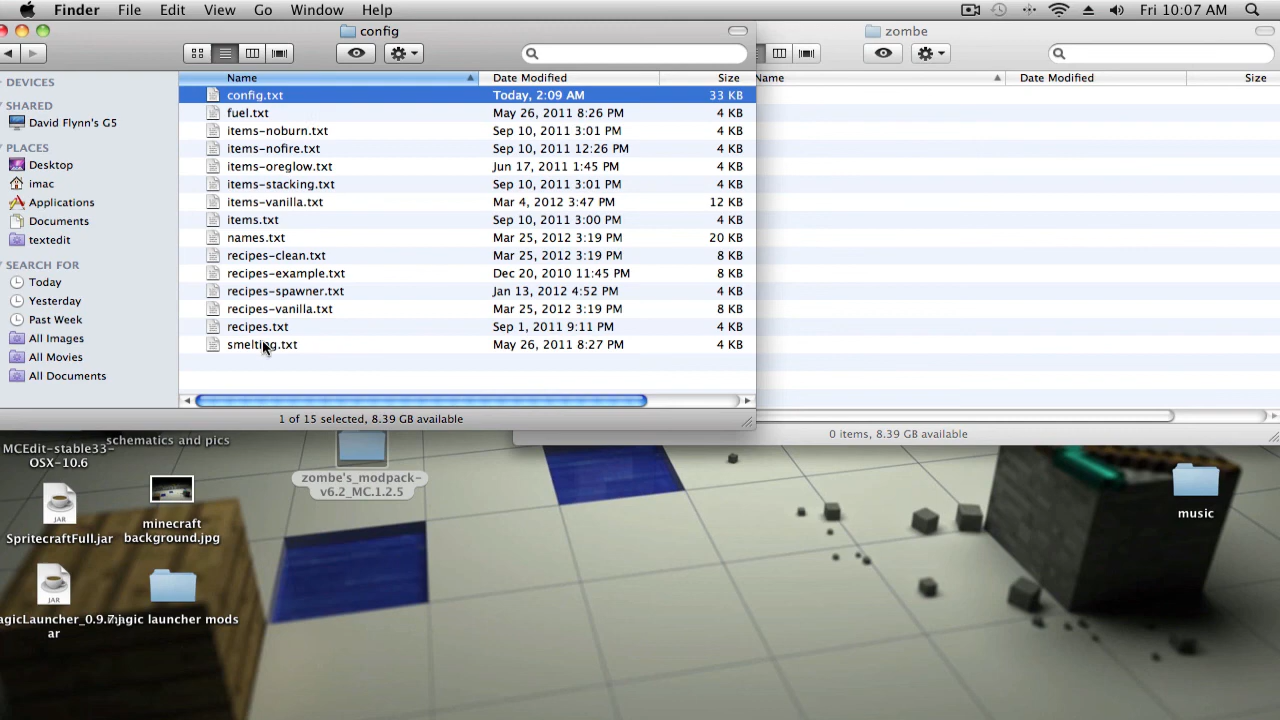 Finder File Edit View Go Window Help Fri 10:07 AM
config
zombe
Name Date Modified Size
Name Date Modified Size
DEVICES
SHARED
David Flynn's G5
PLACES
Desktop
imac
Applications
Documents
textedit
SEARCH FOR
Today
Yesterday
Past Week
All Images
All Movies
All Documents
config.txt Today, 2:09 AM 33 KB
fuel.txt May 26, 2011 8:26 PM 4 KB
items-noburn.txt Sep 10, 2011 3:01 PM 4 KB
items-nofire.txt Sep 10, 2011 12:26 PM 4 KB
items-oreglow.txt Jun 17, 2011 1:45 PM 4 KB
items-stacking.txt Sep 10, 2011 3:01 PM 4 KB
items-vanilla.txt Mar 4, 2012 3:47 PM 12 KB
items.txt Sep 10, 2011 3:00 PM 4 KB
names.txt Mar 25, 2012 3:19 PM 20 KB
recipes-clean.txt Mar 25, 2012 3:19 PM 8 KB
recipes-example.txt Dec 20, 2010 11:45 PM 8 KB
recipes-spawner.txt Jan 13, 2012 4:52 PM 4 KB
recipes-vanilla.txt Mar 25, 2012 3:19 PM 8 KB
recipes.txt Sep 1, 2011 9:11 PM 4 KB
smelting.txt May 26, 2011 8:27 PM 4 KB
1 of 15 selected, 8.39 GB available
0 items, 8.39 GB available
MCEdit-stable33-
OSX-10.6
schematics and pics
zombe's_modpack-
v6.2_MC.1.2.5
JAR
SpritecraftFull.jar
minecraft
background.jpg
music
JAR
agicLauncher_0.9.7.j
ar
magic launcher mods